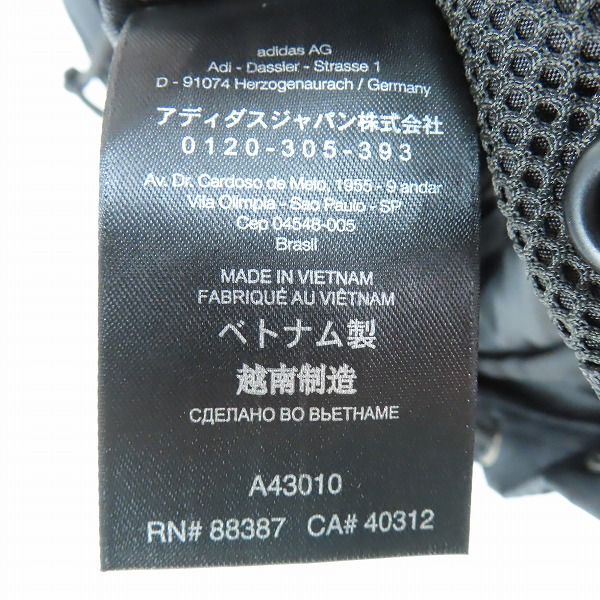 adidas AG
Adi - Dassler - Strasse 1
D - 91074 Herzogenaurach / Germany
アディダスジャパン株式会社
0120-305-393
Av. Dr. Cardoso de Melo, 1955 - 9 andar
Vila Olimpia - Sao Paulo - SP
Cep 04548-005
Brasil
MADE IN VIETNAM
FABRIQUÉ AU VIÊTNAM
ベトナム製
越南制造
СДЕЛАНО ВО ВЬЕТНАМЕ
A43010
RN# 88387 CA# 40312